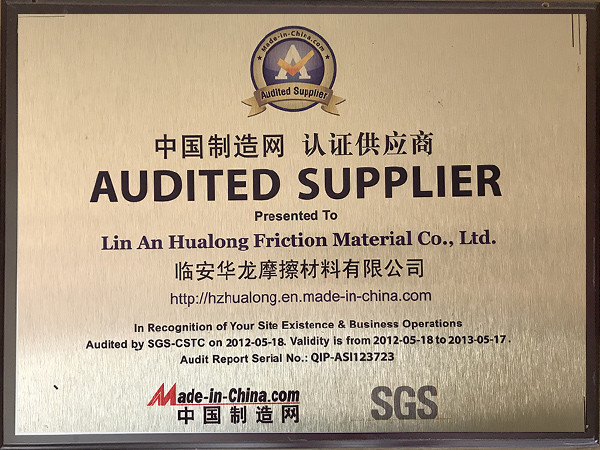 Made-in-China.com
Audited Supplier
中国制造网 认证供应商
AUDITED SUPPLIER
Presented To
Lin An Hualong Friction Material Co., Ltd.
临安华龙摩擦材料有限公司
http://hzhualong.en.made-in-china.com
In Recognition of Your Site Existence & Business Operations
Audited by SGS-CSTC on 2012-05-18. Validity is from 2012-05-18 to 2013-05-17.
Audit Report Serial No.: QIP-ASI123723
Made-in-China.com
中国制造网
SGS